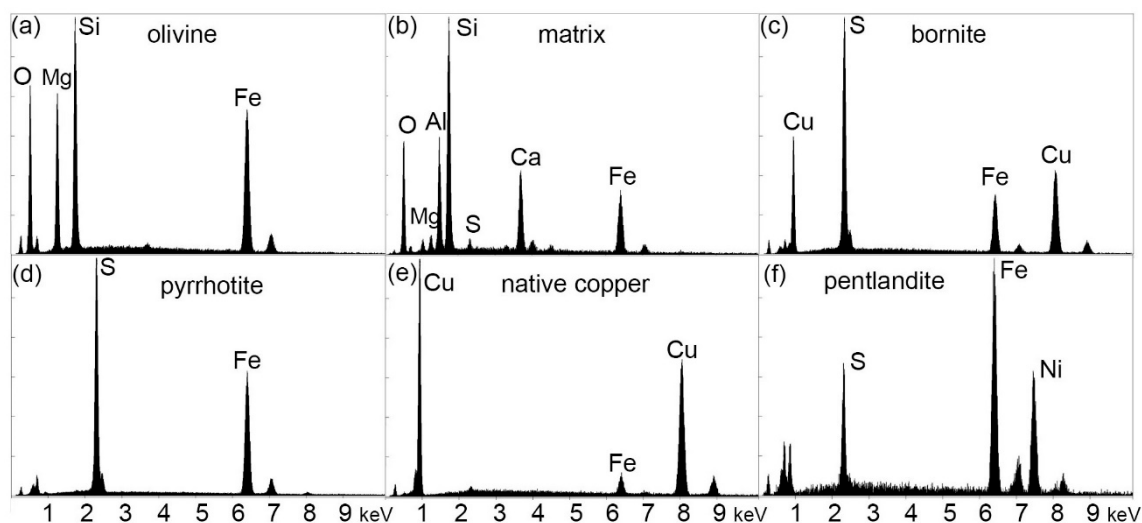 (a) olivine
O
Mg
Si
Fe
(b) matrix
O
Mg
Al
Si
S
Ca
Fe
(c) bornite
Cu
S
Fe
Cu
(d) pyrrhotite
S
Fe
1 2 3 4 5 6 7 8 9 keV
(e) native copper
Cu
Fe
Cu
1 2 3 4 5 6 7 8 9 keV
(f) pentlandite
S
Fe
Ni
1 2 3 4 5 6 7 8 9 keV